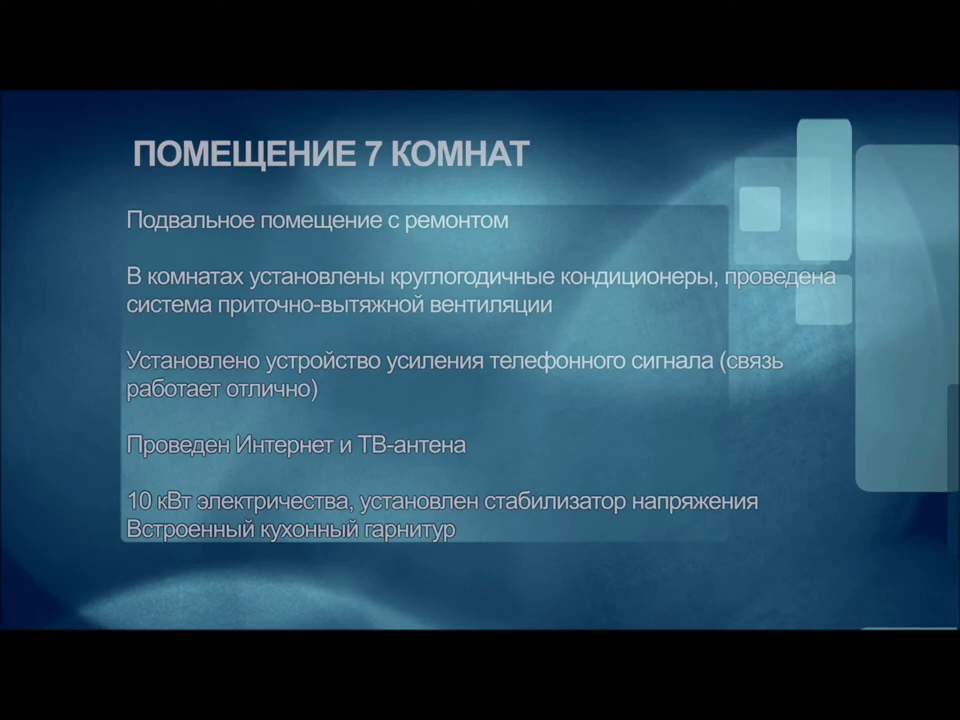 ПОМЕЩЕНИЕ 7 КОМНАТ
Подвальное помещение с ремонтом
В комнатах установлены круглогодичные кондиционеры, проведена
система приточно-вытяжной вентиляции
Установлено устройство усиления телефонного сигнала (связь
работает отлично)
Проведен Интернет и ТВ-антена
10 кВт электричества, установлен стабилизатор напряжения
Встроенный кухонный гарнитур